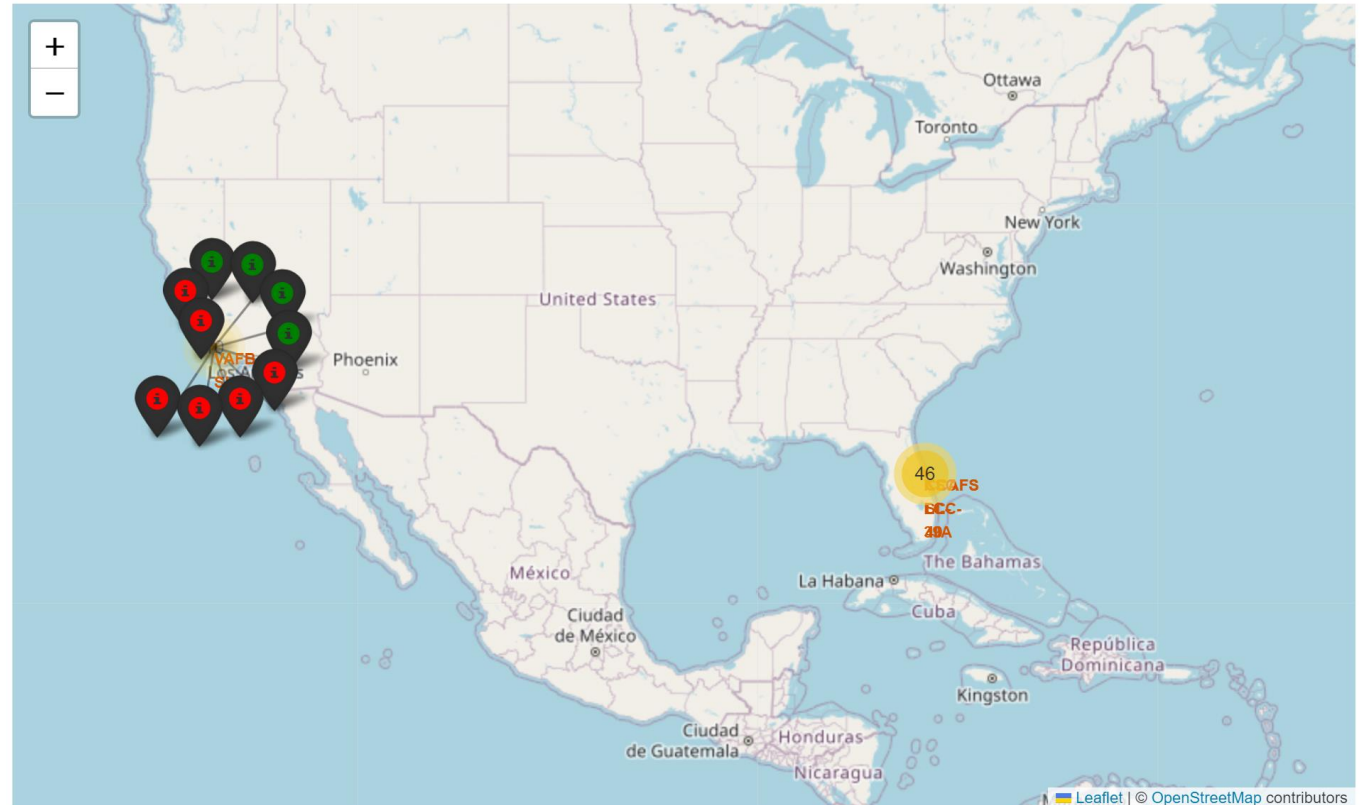 +
−
Ottawa
Toronto
New York
Washington
United States
Phoenix
VAFB
46
The Bahamas
La Habana
México
Cuba
Ciudad
de México
República
Dominicana
Kingston
Ciudad
de Guatemala
Honduras
Nicaragua
Leaflet | © OpenStreetMap contributors